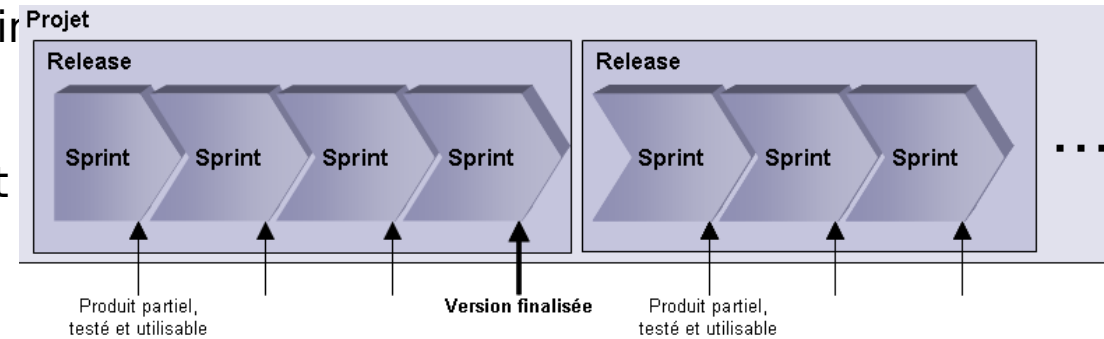 Projet
Release
Release
Sprint
Sprint
Sprint
Sprint
Sprint
Sprint
Sprint
...
Produit partiel,
testé et utilisable
Version finalisée
Produit partiel,
testé et utilisable